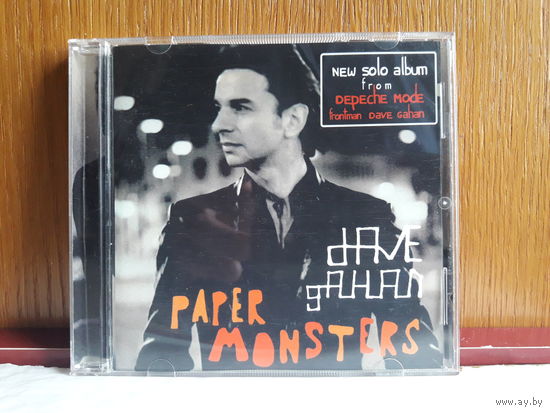 NEW solo album
from
DEPECHE MODE
frontman DAVE Gahan
dAVE
gAHAN
PAPER
MONSTERS
www.ay.by